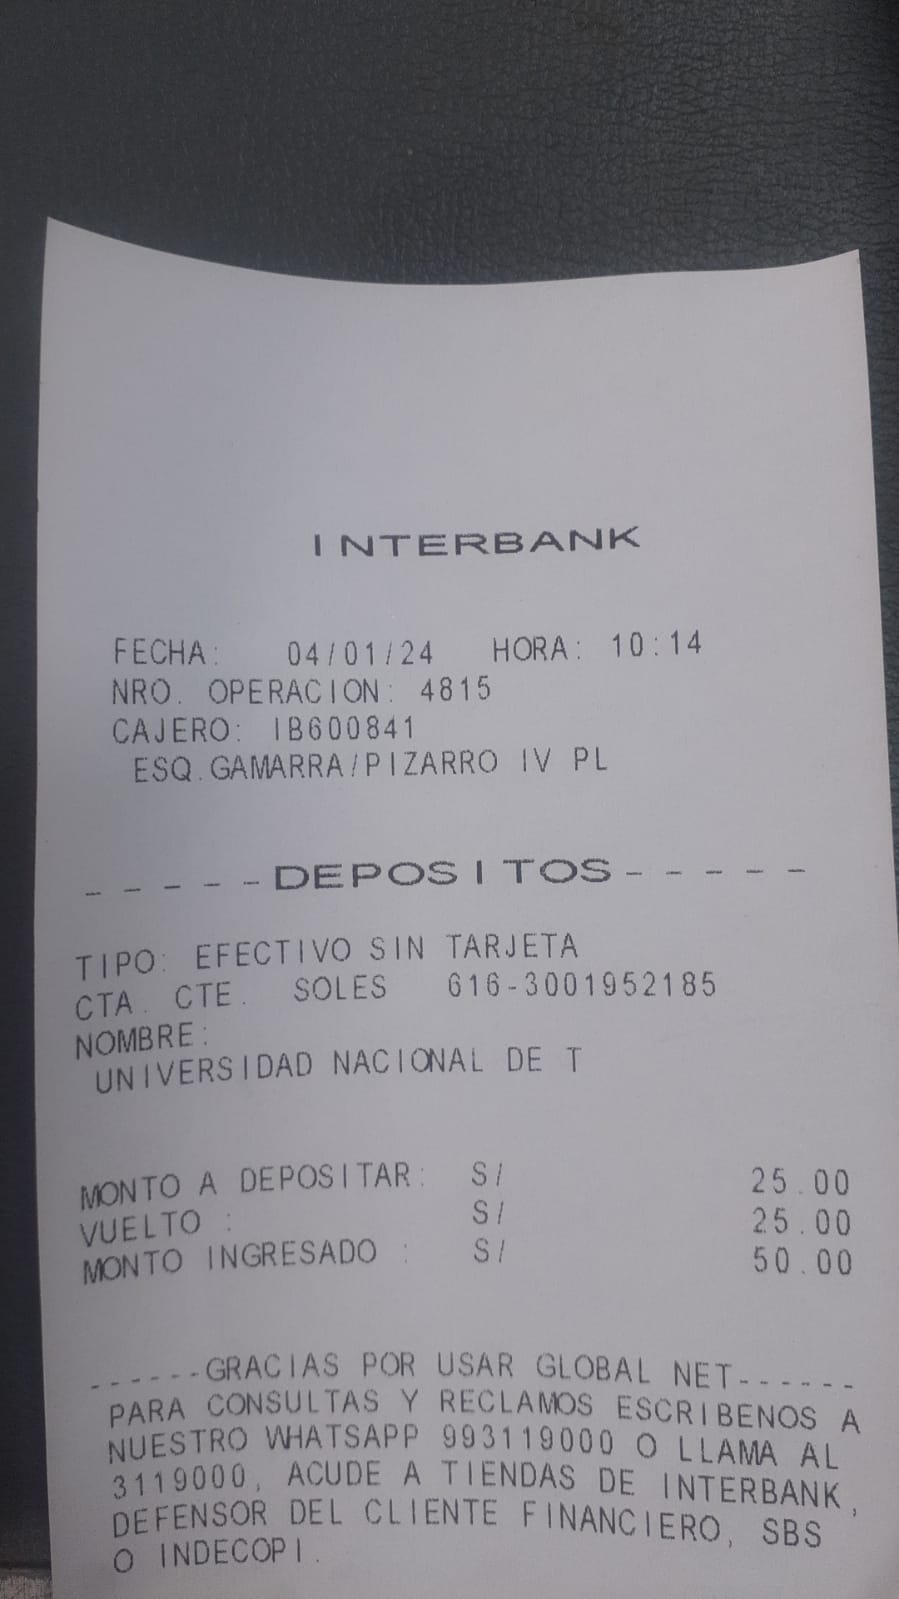 INTERBANK
FECHA: 04/01/24 HORA: 10:14
NRO. OPERACION: 4815
CAJERO: IB600841
ESQ.GAMARRA/PIZARRO IV PL
-----DEPOSITOS-----
TIPO: EFECTIVO SIN TARJETA
CTA. CTE. SOLES 616-3001952185
NOMBRE:
UNIVERSIDAD NACIONAL DE T
MONTO A DEPOSITAR: S/ 25.00
VUELTO : S/ 25.00
MONTO INGRESADO : S/ 50.00
------GRACIAS POR USAR GLOBAL NET------
PARA CONSULTAS Y RECLAMOS ESCRIBENOS A
NUESTRO WHATSAPP 993119000 O LLAMA AL
3119000, ACUDE A TIENDAS DE INTERBANK,
DEFENSOR DEL CLIENTE FINANCIERO, SBS
O INDECOPI.